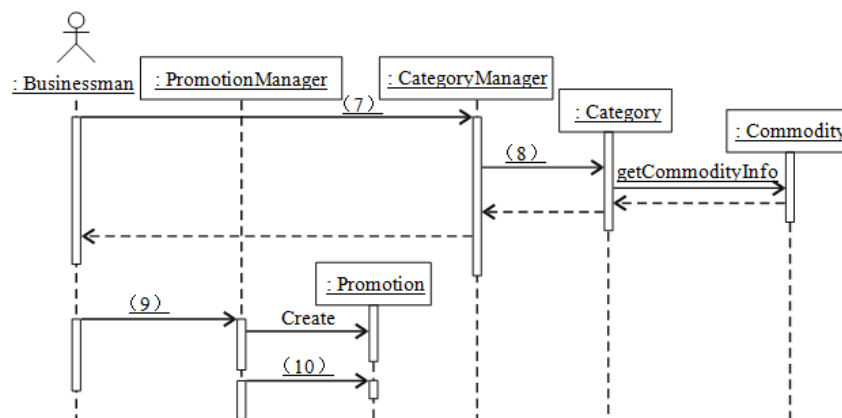 : Businessman
: PromotionManager
: CategoryManager
: Category
: Commodity
（7）
（8）
getCommodityInfo
: Promotion
（9）
Create
（10）